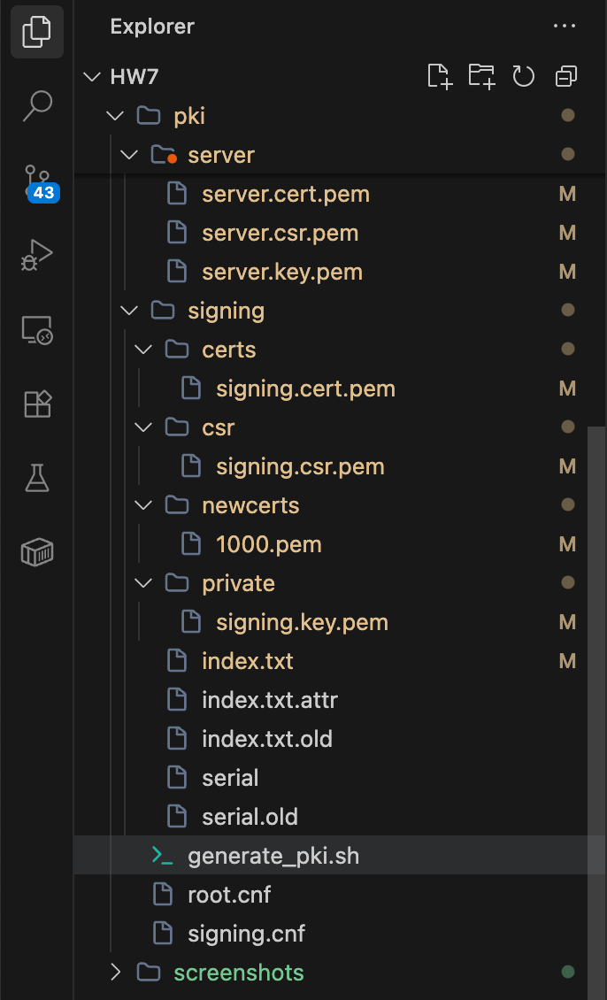 Explorer
HW7
pki
server
43
server.cert.pem M
server.csr.pem M
server.key.pem M
signing
certs
signing.cert.pem M
csr
signing.csr.pem M
newcerts
1000.pem M
private
signing.key.pem M
index.txt M
index.txt.attr
index.txt.old
serial
serial.old
generate_pki.sh
root.cnf
signing.cnf
screenshots